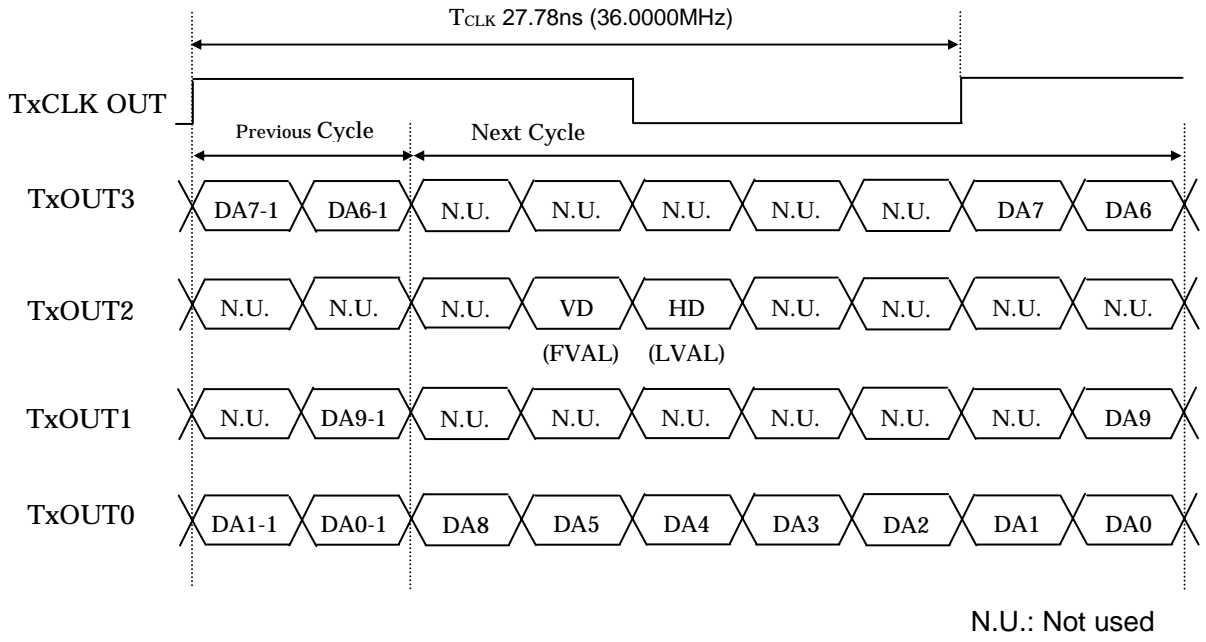 TCLK 27.78ns (36.0000MHz)
TxCLK OUT
Previous Cycle Next Cycle
TxOUT3 DA7-1 DA6-1 N.U. N.U. N.U. N.U. N.U. DA7 DA6
TxOUT2 N.U. N.U. N.U. VD HD N.U. N.U. N.U. N.U.
(FVAL) (LVAL)
TxOUT1 N.U. DA9-1 N.U. N.U. N.U. N.U. N.U. N.U. DA9
TxOUT0 DA1-1 DA0-1 DA8 DA5 DA4 DA3 DA2 DA1 DA0
N.U.: Not used